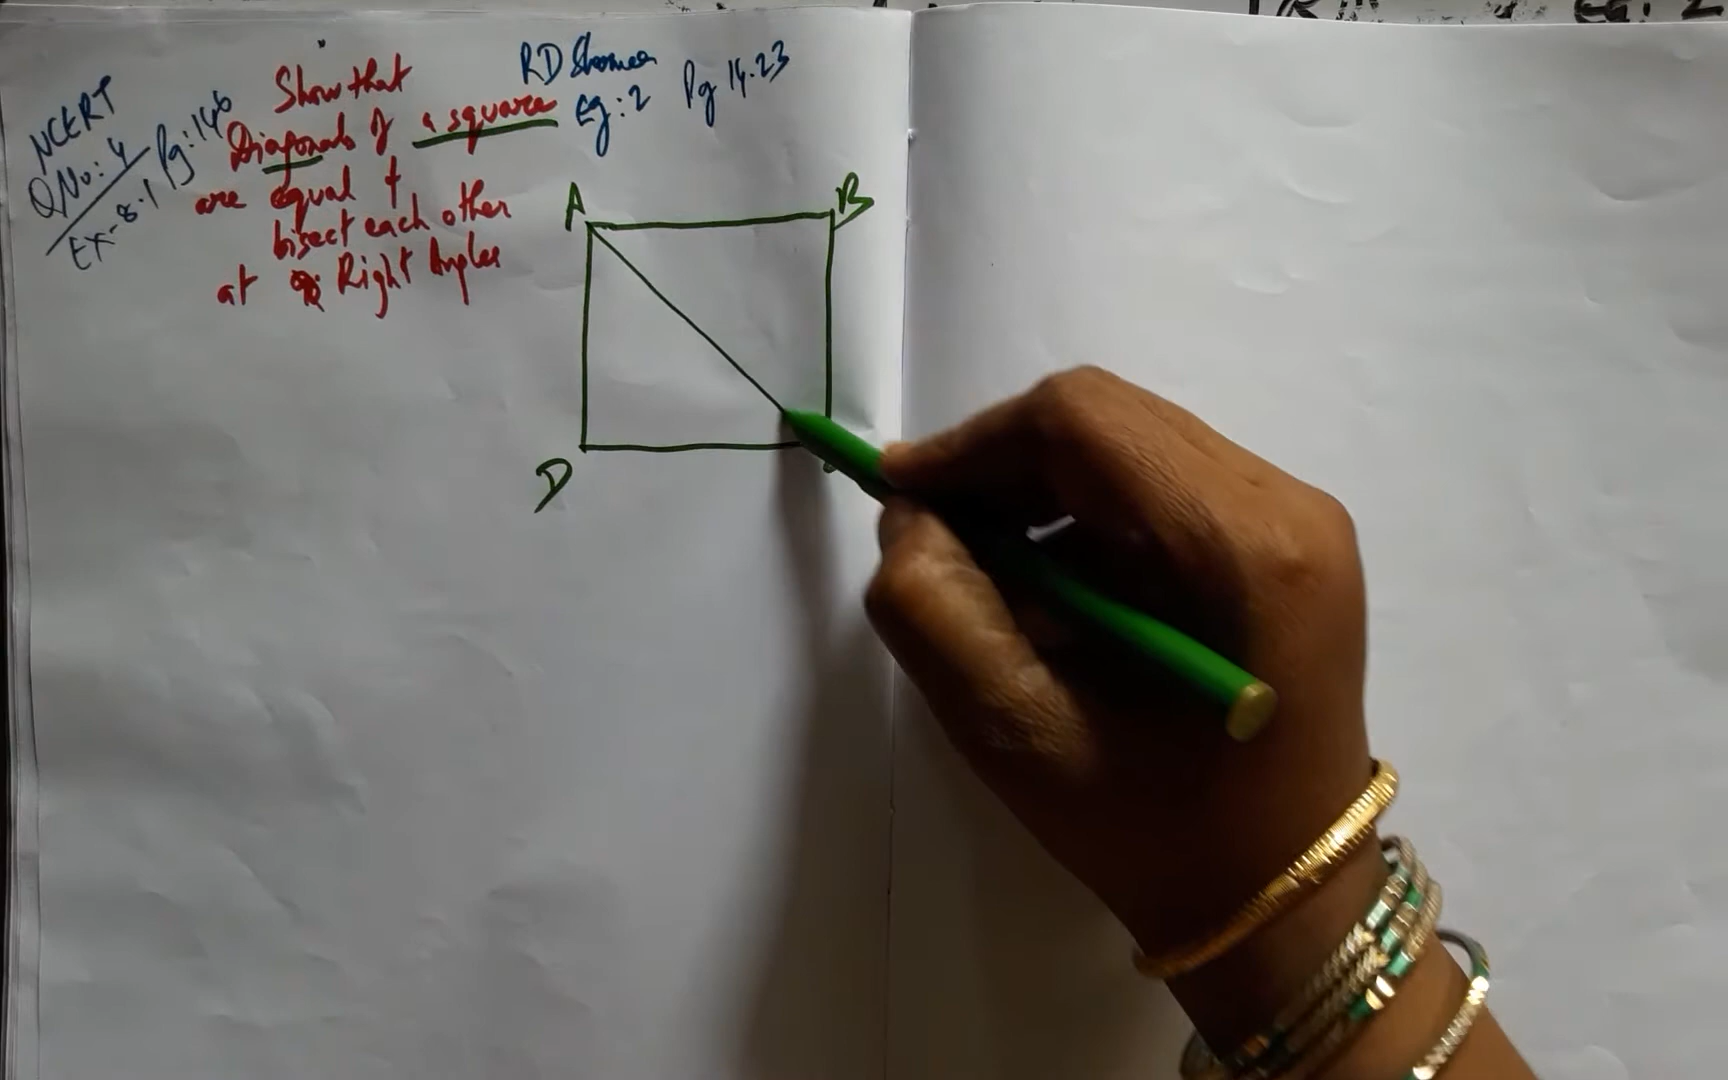 NCERT
QNo: 4 Pg: 146
Ex-8.1
Show that
Diagonals of a square
are equal &
bisect each other
at Right Angles
RD Sharma
Eg: 2 Pg 14.23
A
B
D